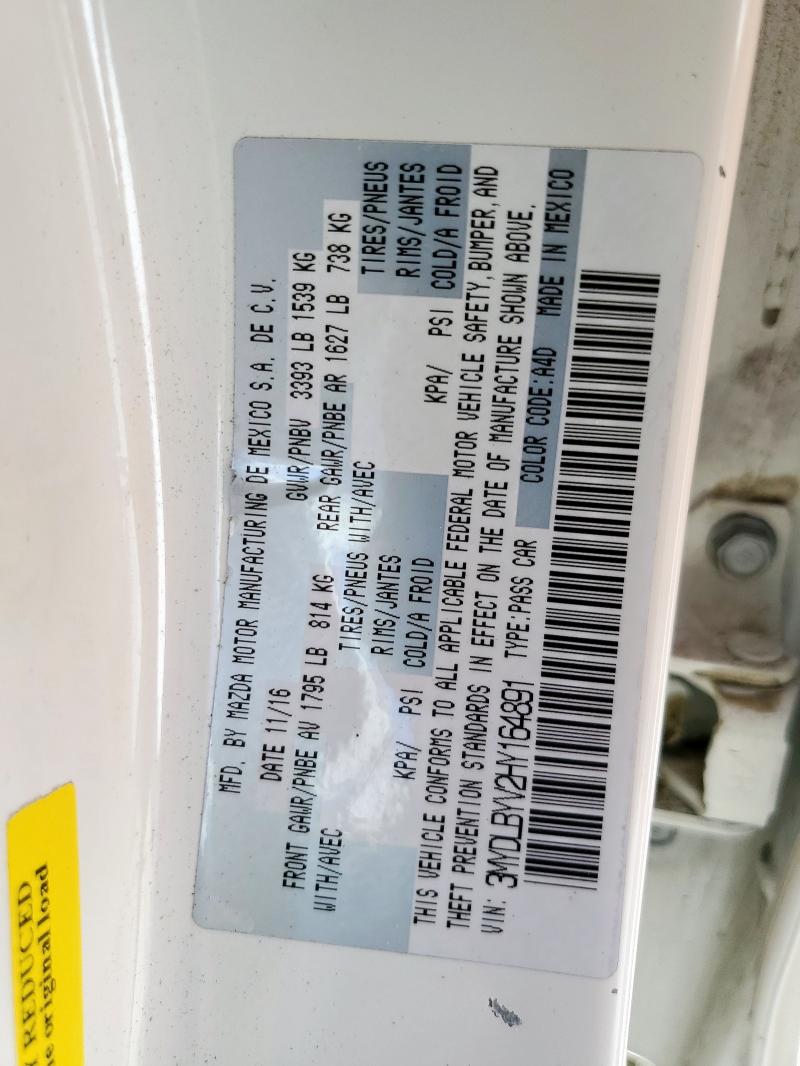 MFD. BY MAZDA MOTOR MANUFACTURING DE MEXICO S.A. DE C.V.
DATE 11/16 GVWR/PNBV 3393 LB 1539 KG
FRONT GAWR/PNBE AV 1795 LB 814 KG REAR GAWR/PNBE AR 1627 LB 738 KG
WITH/AVEC TIRES/PNEUS WITH/AVEC TIRES/PNEUS
RIMS/JANTES RIMS/JANTES
KPA/ PSI COLD/A FROID KPA/ PSI COLD/A FROID
THIS VEHICLE CONFORMS TO ALL APPLICABLE FEDERAL MOTOR VEHICLE SAFETY, BUMPER, AND
THEFT PREVENTION STANDARDS IN EFFECT ON THE DATE OF MANUFACTURE SHOWN ABOVE.
VIN: 3MYDLBYV2HY164891 TYPE:PASS CAR COLOR CODE:A4D MADE IN MEXICO
REDUCED
original load